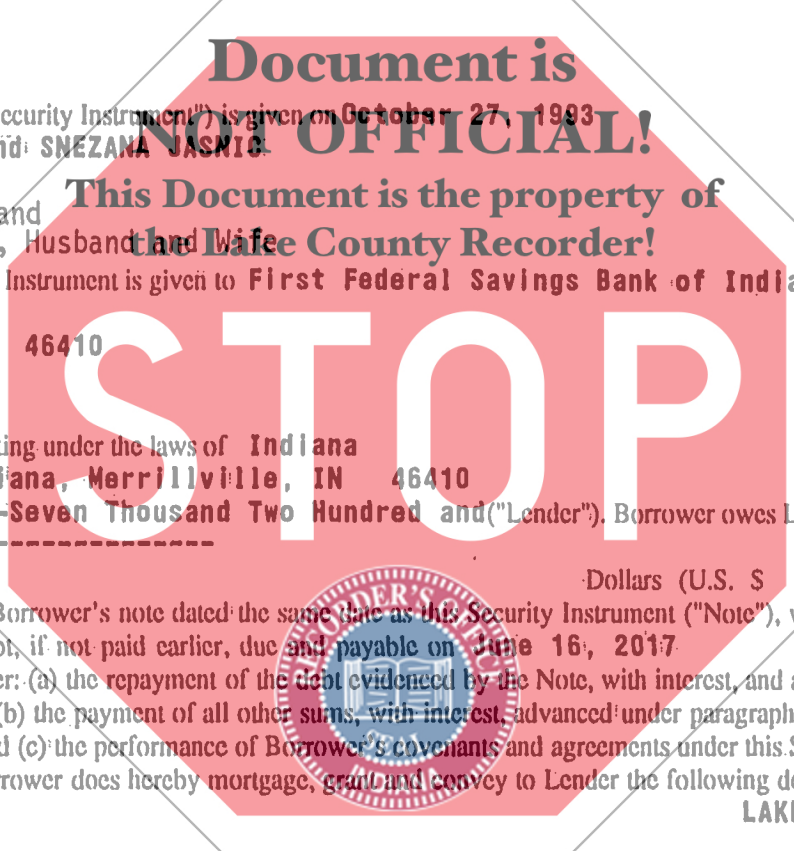 Document is
ecurity Instrument") is given on October 27, 1993
NOT OFFICIAL!
nd SNEZANA JASNIC
This Document is the property of
and
, Husband and Wife
the Lake County Recorder!
Instrument is given to First Federal Savings Bank of India
46410
STOP
ing under the laws of Indiana
iana, Merrillville, IN 46410
-Seven Thousand Two Hundred and ("Lender"). Borrower owes L
---------------
Dollars (U.S. $
Borrower's note dated the same date as this Security Instrument ("Note"), v
bt, if not paid earlier, due and payable on June 16, 2017
er: (a) the repayment of the debt evidenced by the Note, with interest, and a
(b) the payment of all other sums, with interest, advanced under paragraph
d (c) the performance of Borrower's covenants and agreements under this S
rrower does hereby mortgage, grant and convey to Lender the following de
LAKE
RECORDER'S OFFICE
SEAL